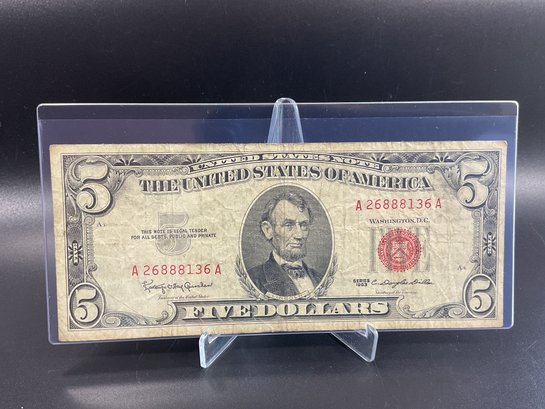 UNITED STATES NOTE
THE UNITED STATES OF AMERICA
5
5
A 26888136 A
WASHINGTON, D.C.
THIS NOTE IS LEGAL TENDER
FOR ALL DEBTS, PUBLIC AND PRIVATE
A 26888136 A
SERIES
1963
5
5
FIVE DOLLARS